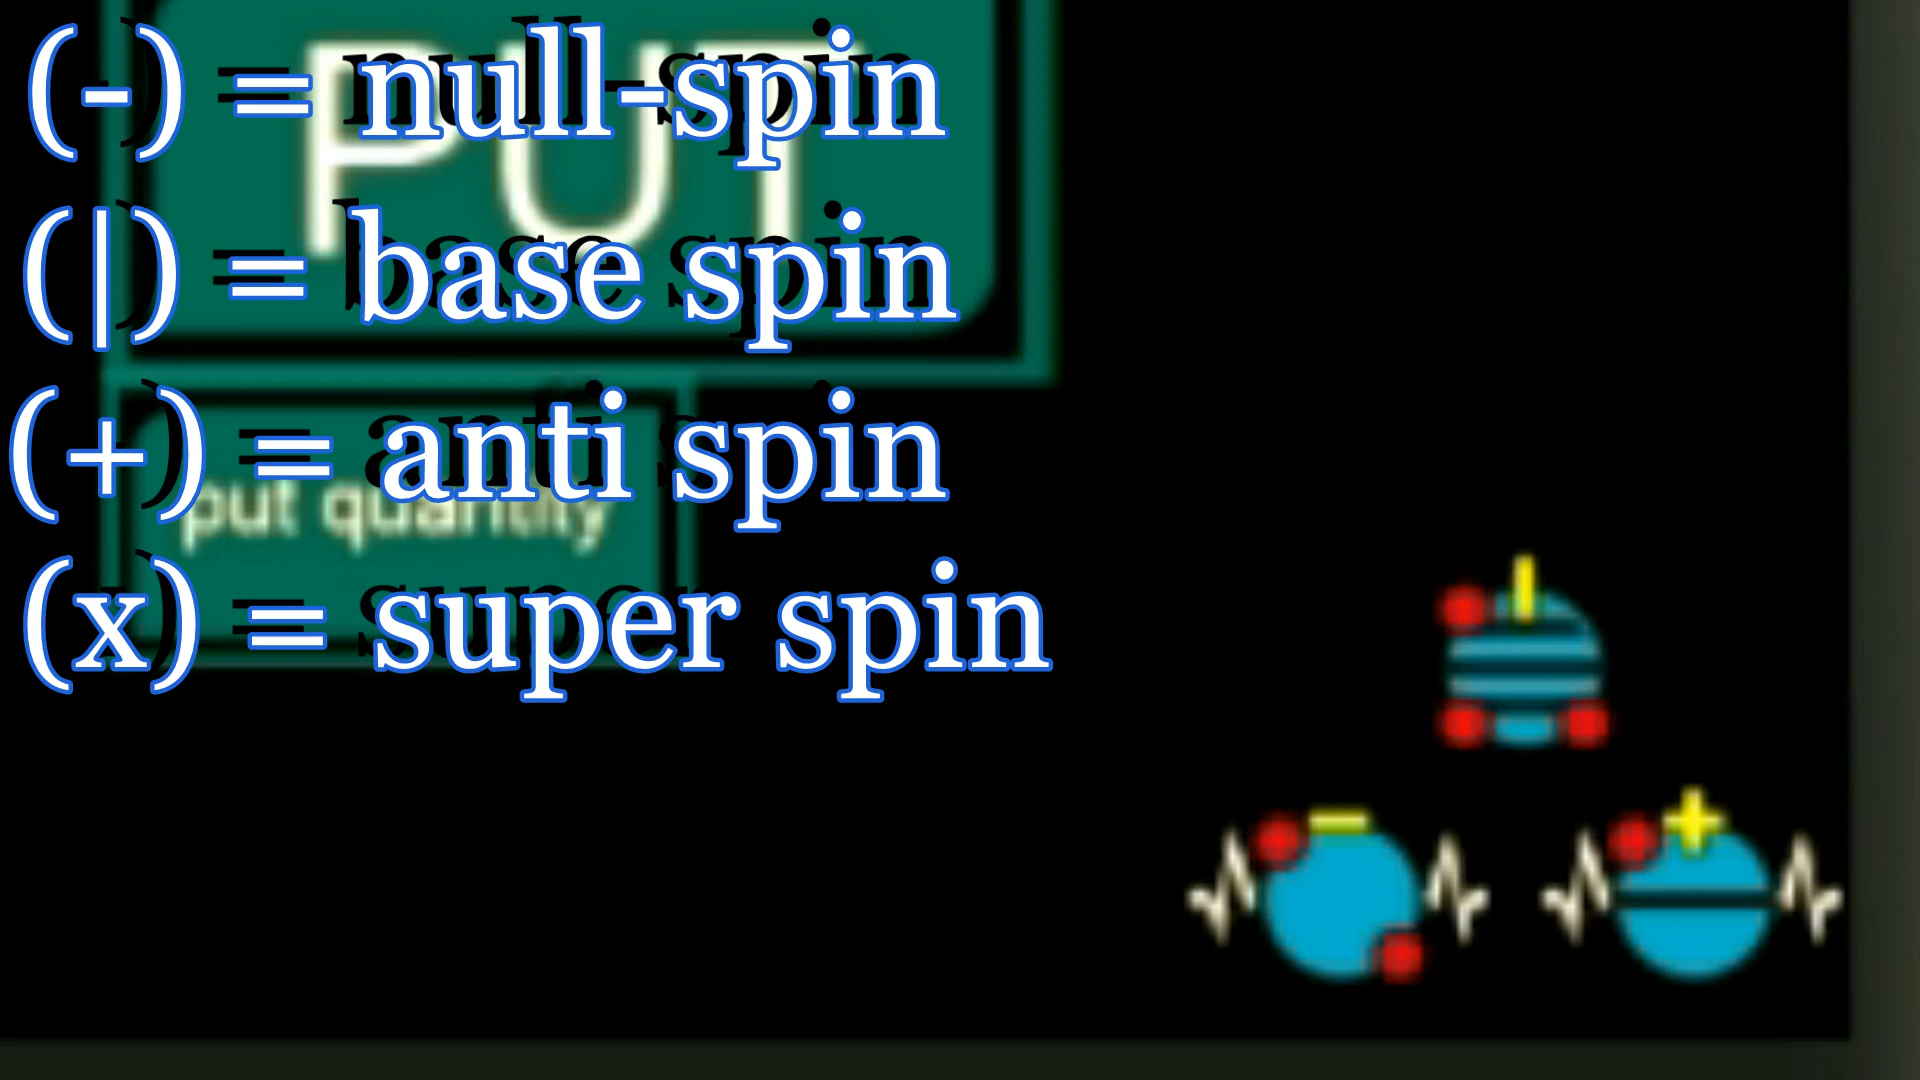 (-) = null-spin
PUT
(|) = base spin
(+) = anti spin
put quantity
(x) = super spin